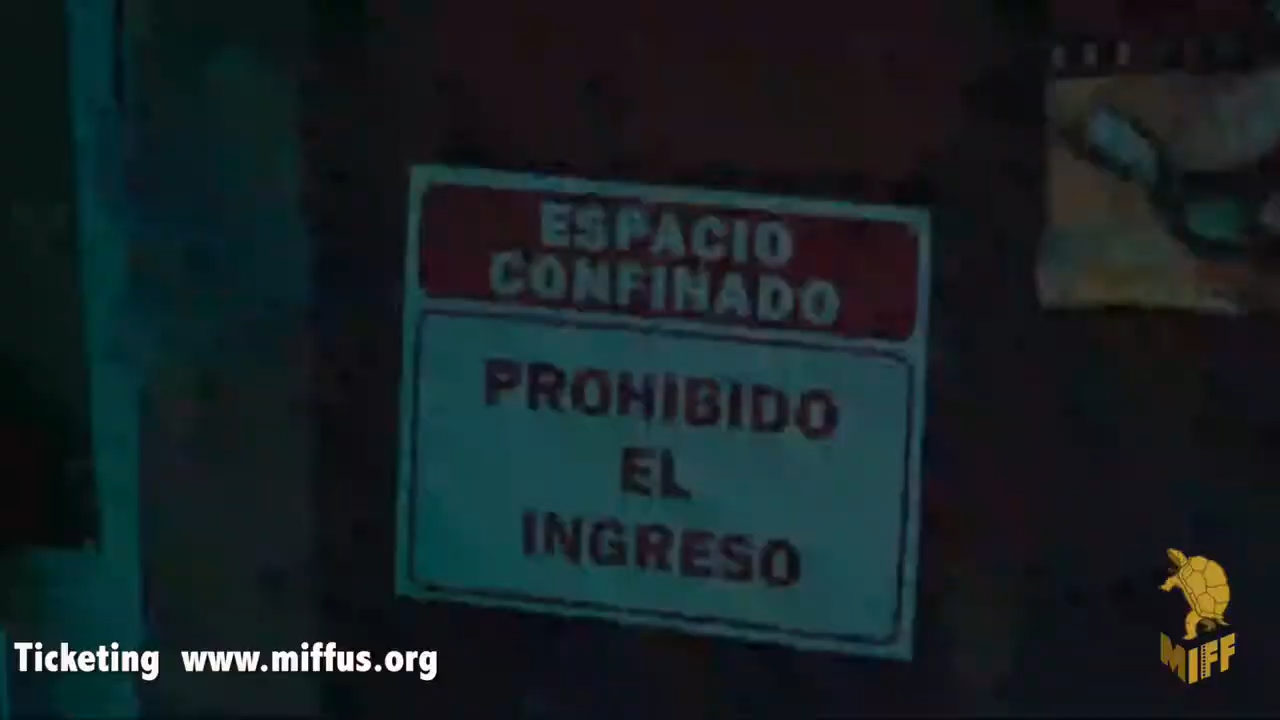 ESPACIO
CONFINADO
PROHIBIDO
EL
INGRESO
Ticketing www.miffus.org
MIFF